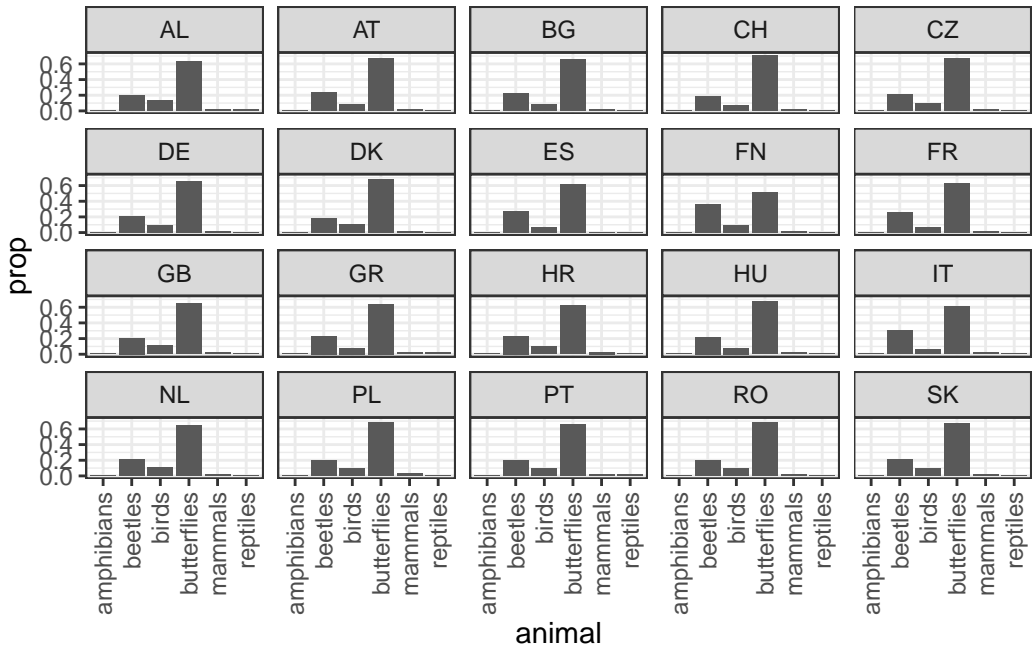 AL AT BG CH CZ
0.6
0.4
0.2
0.0
DE DK ES FN FR
0.6
0.4
0.2
0.0
GB GR HR HU IT
0.6
0.4
0.2
0.0
NL PL PT RO SK
0.6
0.4
0.2
0.0
prop
amphibians beetles birds butterflies mammals reptiles amphibians beetles birds butterflies mammals reptiles amphibians beetles birds butterflies mammals reptiles amphibians beetles birds butterflies mammals reptiles amphibians beetles birds butterflies mammals reptiles
animal